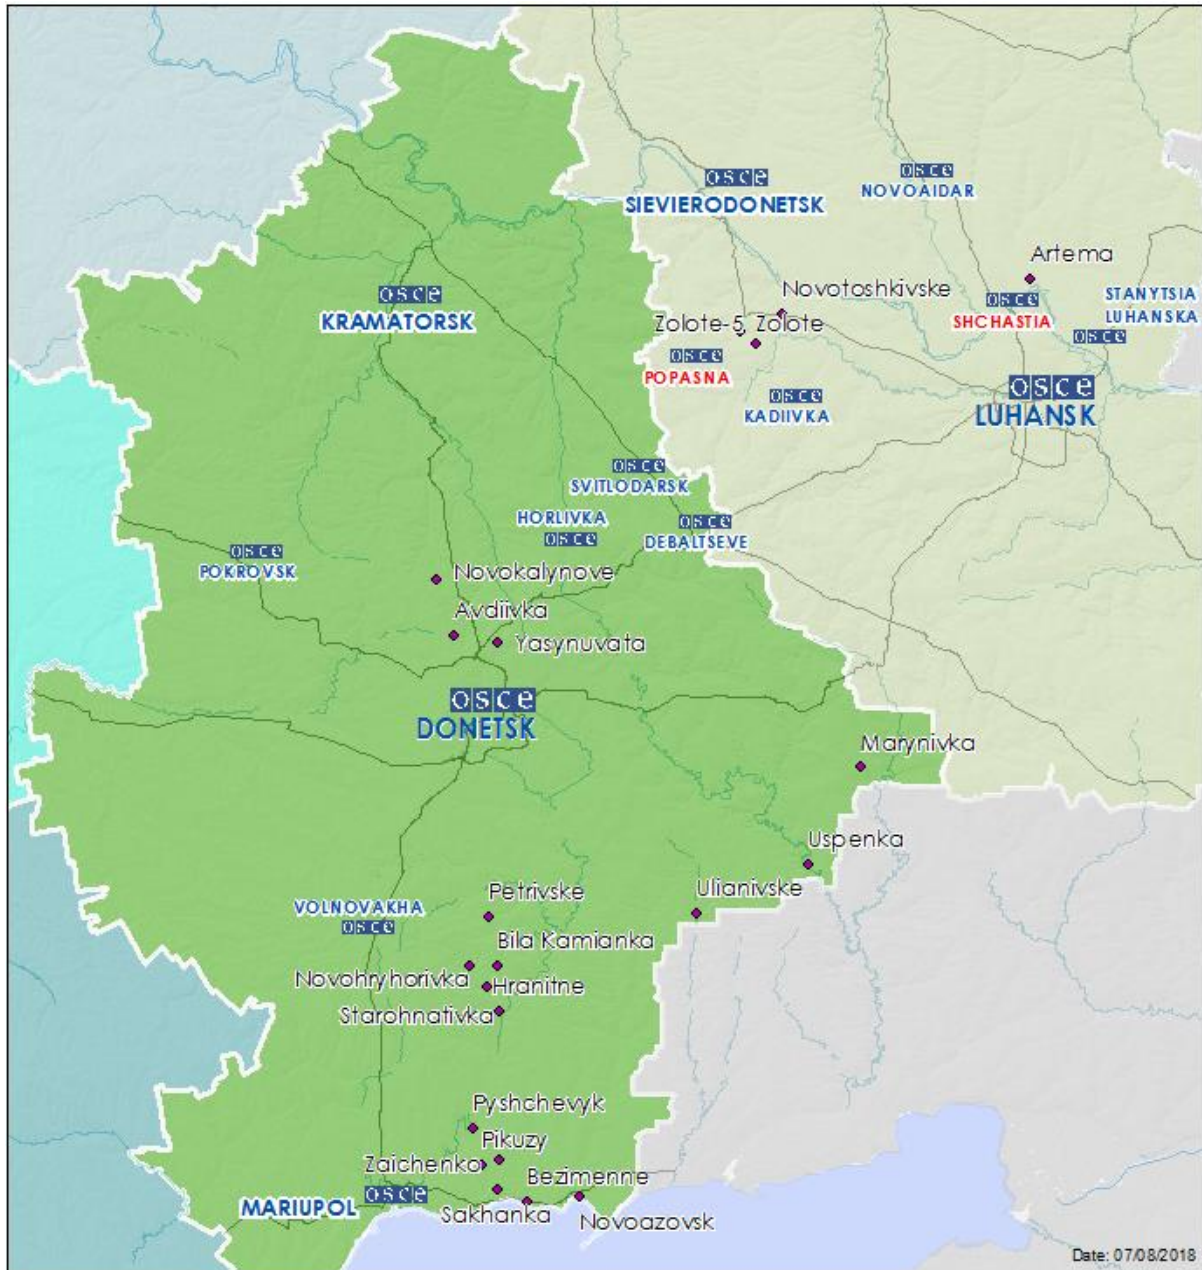 osce
SIEVIERODONETSK
osce
NOVOAIDAR
Artema
osce
KRAMATORSK
Novotoshkivske
osce
SHCHASTIA
STANYTSIA
LUHANSKA
osce
Zolote-5
Zolote
osce
POPASNA
osce
KADIIVKA
osce
LUHANSK
osce
SVITLODARSK
HORLIVKA
osce
osce
DEBALTSEVE
osce
POKROVSK
Novokalynove
Avdiivka
Yasynuvata
osce
DONETSK
Marynivka
Uspenka
Ulianivske
Petrivske
VOLNOVAKHA
osce
Bila Kamianka
Novohryhorivka
Hranitne
Starohnativka
Pyshchevyk
Pikuzy
Zaichenko
Bezimenne
osce
MARIUPOL
Sakhanka
Novoazovsk
Date: 07/08/2018